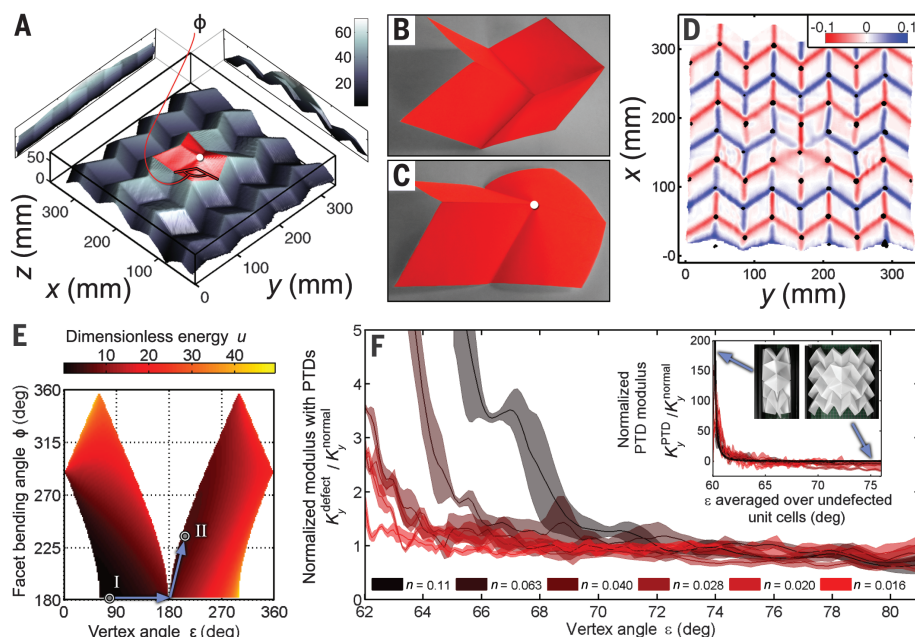 A
ϕ
60
40
20
50
0
z (mm)
300
200
100
x (mm)
0
100
200
300
y (mm)
B
C
D
-0.1
0
0.1
300
200
100
-0
x (mm)
0
100
200
300
y (mm)
E
Dimensionless energy u
10
30
50
360
315
270
225
180
Facet bending angle ϕ (deg)
I
II
0
90
180
270
360
Vertex angle ε (deg)
F
5
4
3
2
1
0
Normalized modulus with PTDs
K_y^defect / K_y^normal
Normalized
PTD modulus
K_y^PTD / K_y^normal
200
150
100
50
0
60
65
70
75
ε averaged over undefected
unit cells (deg)
n = 0.11
n = 0.063
n = 0.040
n = 0.028
n = 0.020
n = 0.016
62
64
66
68
70
72
74
76
78
81
Vertex angle ε (deg)